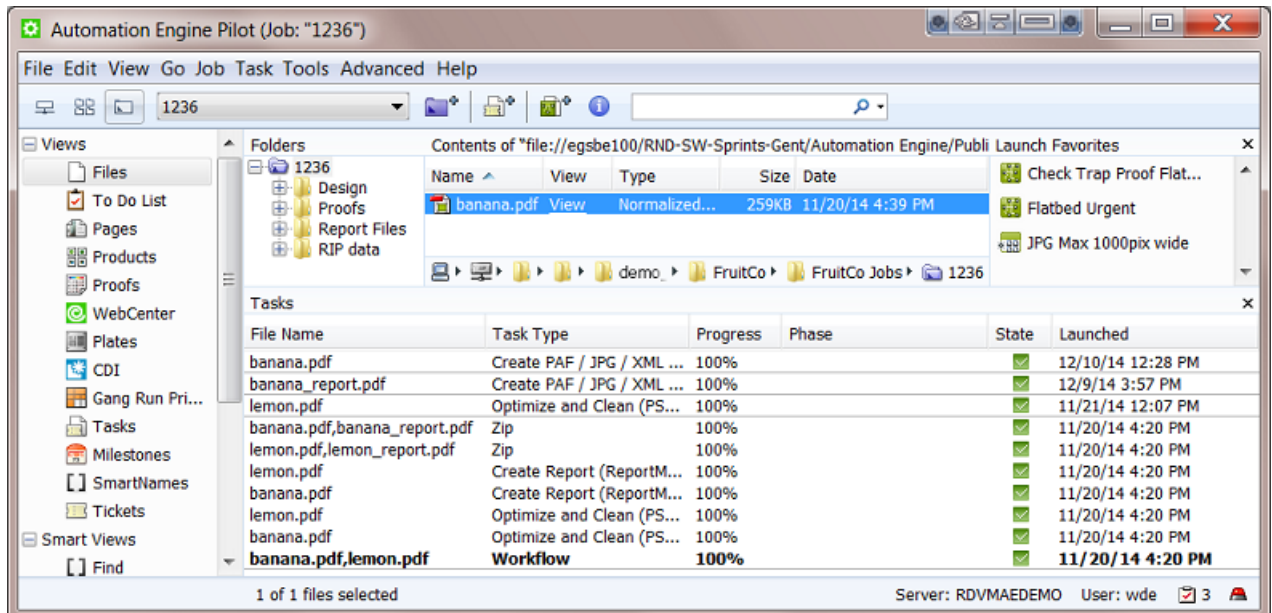 Automation Engine Pilot (Job: "1236")
File Edit View Go Job Task Tools Advanced Help
1236
Views
Files
To Do List
Pages
Products
Proofs
WebCenter
Plates
CDI
Gang Run Pri...
Tasks
Milestones
SmartNames
Tickets
Smart Views
Find
Folders
1236
Design
Proofs
Report Files
RIP data
Contents of "file://egsbe100/RND-SW-Sprints-Gent/Automation Engine/Publi
Name View Type Size Date
banana.pdf View Normalized... 259KB 11/20/14 4:39 PM
demo_ FruitCo FruitCo Jobs 1236
Launch Favorites
Check Trap Proof Flat...
Flatbed Urgent
JPG Max 1000pix wide
Tasks
File Name Task Type Progress Phase State Launched
banana.pdf Create PAF / JPG / XML ... 100% 12/10/14 12:28 PM
banana_report.pdf Create PAF / JPG / XML ... 100% 12/9/14 3:57 PM
lemon.pdf Optimize and Clean (PS... 100% 11/21/14 12:07 PM
banana.pdf,banana_report.pdf Zip 100% 11/20/14 4:20 PM
lemon.pdf,lemon_report.pdf Zip 100% 11/20/14 4:20 PM
lemon.pdf Create Report (ReportM... 100% 11/20/14 4:20 PM
banana.pdf Create Report (ReportM... 100% 11/20/14 4:20 PM
lemon.pdf Optimize and Clean (PS... 100% 11/20/14 4:20 PM
banana.pdf Optimize and Clean (PS... 100% 11/20/14 4:20 PM
banana.pdf,lemon.pdf Workflow 100% 11/20/14 4:20 PM
1 of 1 files selected
Server: RDVMAEDEMO User: wde 3